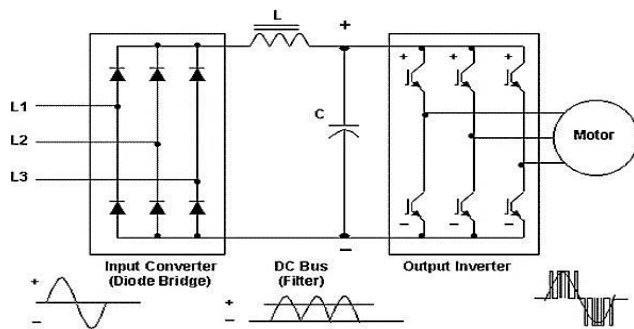 L
+
+
+
+
L1
C
Motor
L2
L3
–
–
–
–
Input Converter
(Diode Bridge)
DC Bus
(Filter)
Output Inverter
+
–
+
–